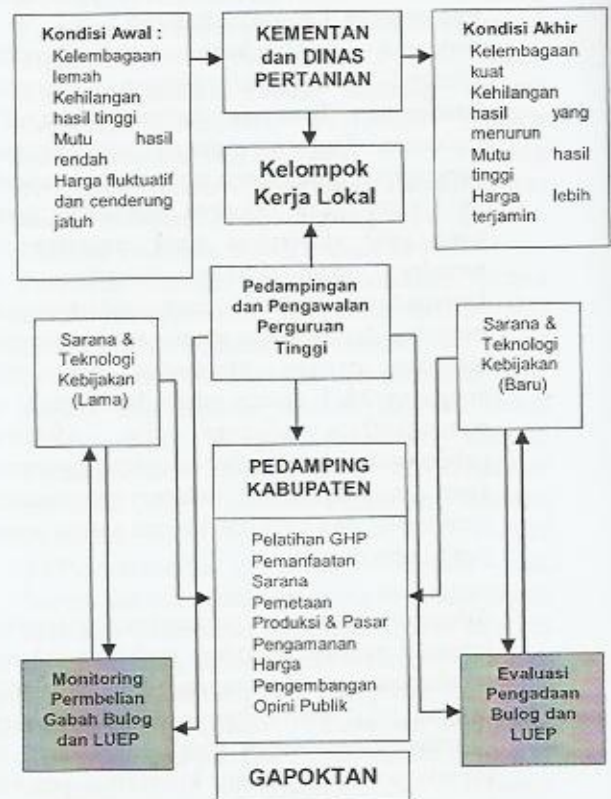 Kondisi Awal :
Kelembagaan
lemah
Kehilangan
hasil tinggi
Mutu hasil
rendah
Harga fluktuatif
dan cenderung
jatuh
KEMENTAN
dan DINAS
PERTANIAN
Kondisi Akhir
Kelembagaan
kuat
Kehilangan
hasil yang
menurun
Mutu hasil
tinggi
Harga lebih
terjamin
Kelompok
Kerja Lokal
Pedampingan
dan Pengawalan
Perguruan
Tinggi
Sarana &
Teknologi
Kebijakan
(Lama)
Sarana &
Teknologi
Kebijakan
(Baru)
PEDAMPING
KABUPATEN
Pelatihan GHP
Pemanfaatan
Sarana
Pemetaan
Produksi & Pasar
Pengamanan
Harga
Pengembangan
Opini Publik
Monitoring
Permbelian
Gabah Bulog
dan LUEP
Evaluasi
Pengadaan
Bulog dan
LUEP
GAPOKTAN